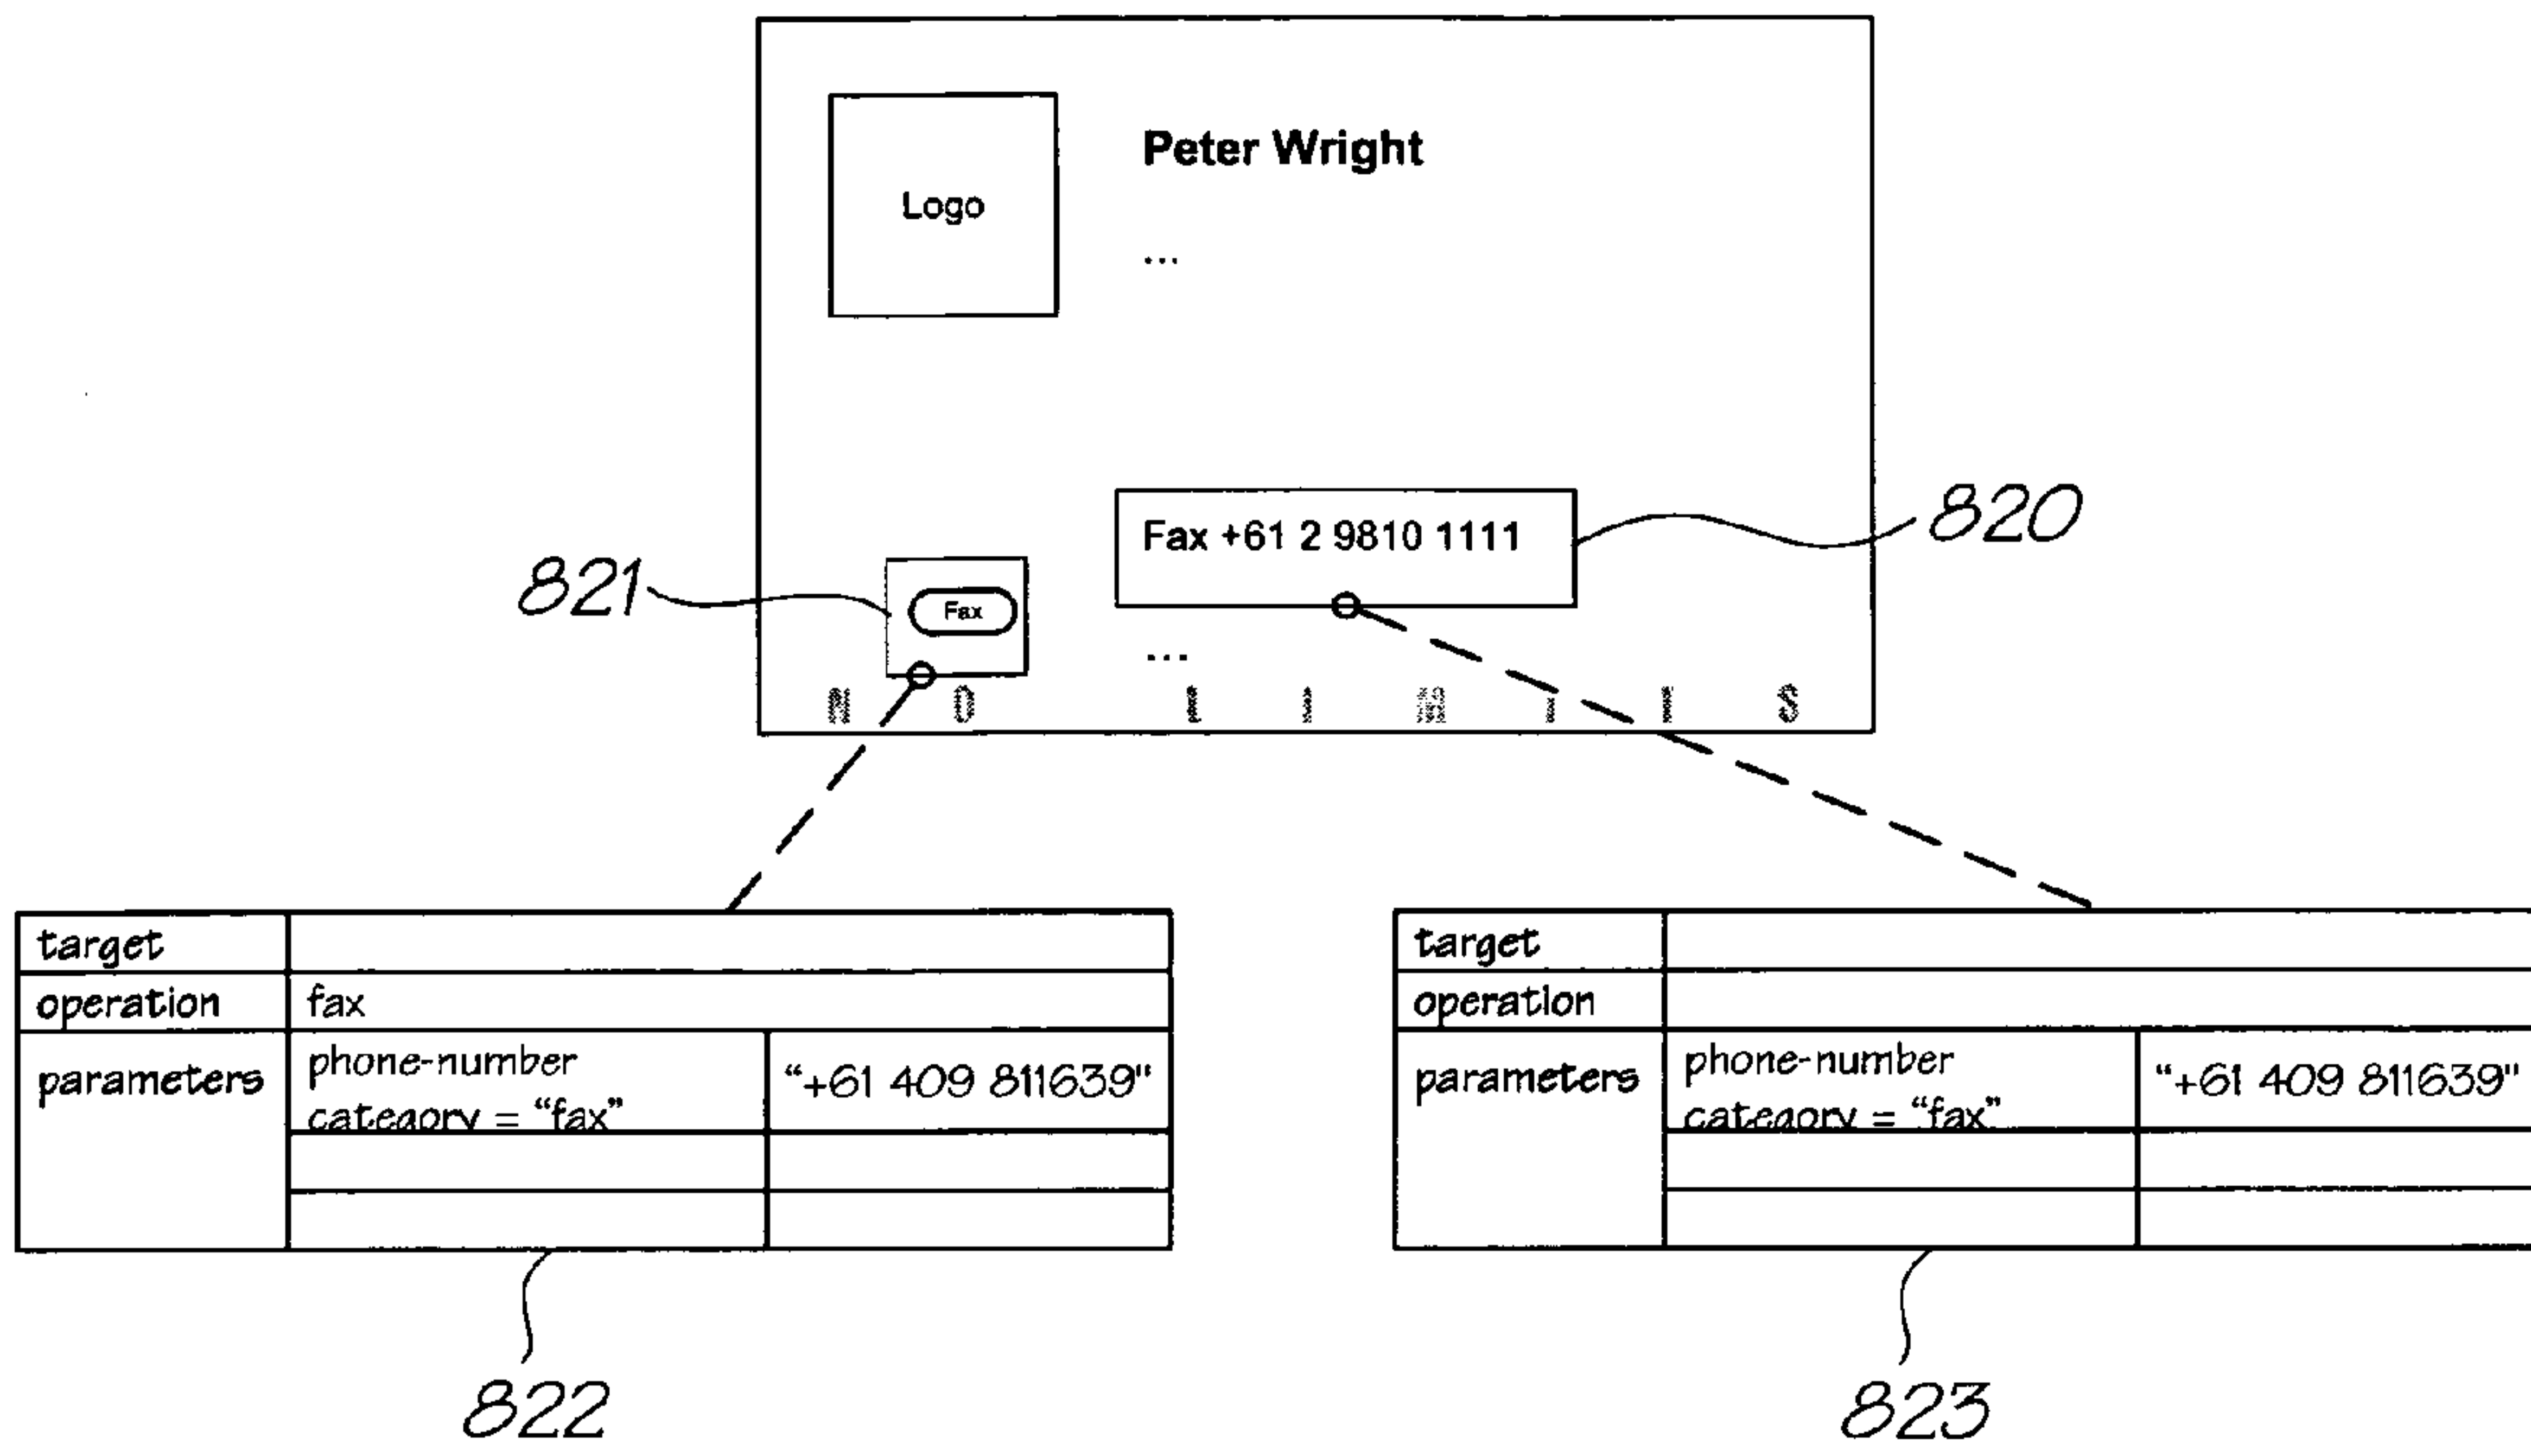 Peter Wright
Logo
...
Fax +61 2 9810 1111
820
821
Fax
...
target
operation fax
parameters phone-number category = "fax" “+61 409 811639"
822
target
operation
parameters phone-number category = "fax" “+61 409 811639"
823